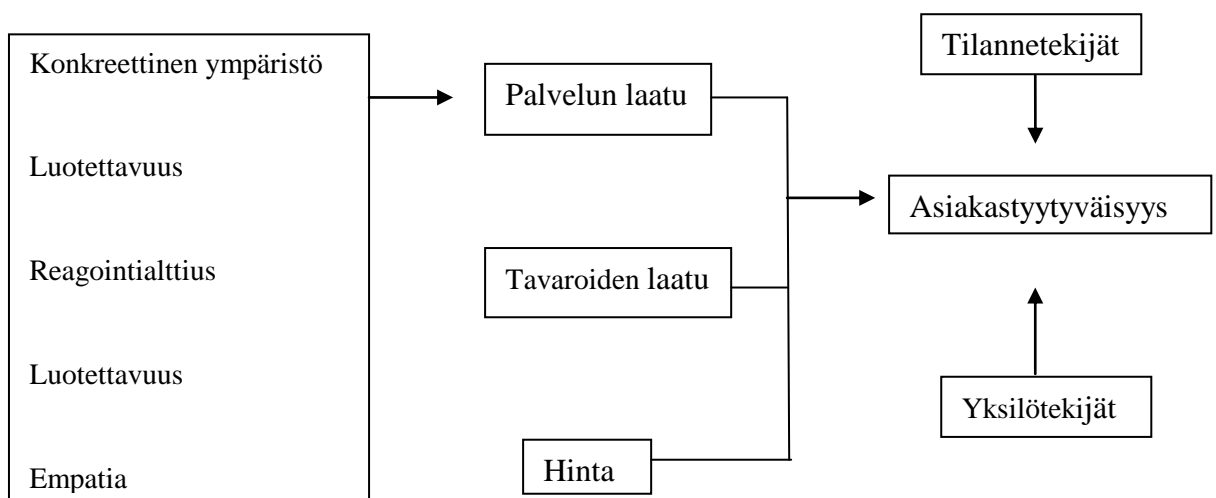 Konkreettinen ympäristö
Luotettavuus
Reagointialttius
Luotettavuus
Empatia
Palvelun laatu
Tavaroiden laatu
Hinta
Tilannetekijät
Asiakastyytyväisyys
Yksilötekijät